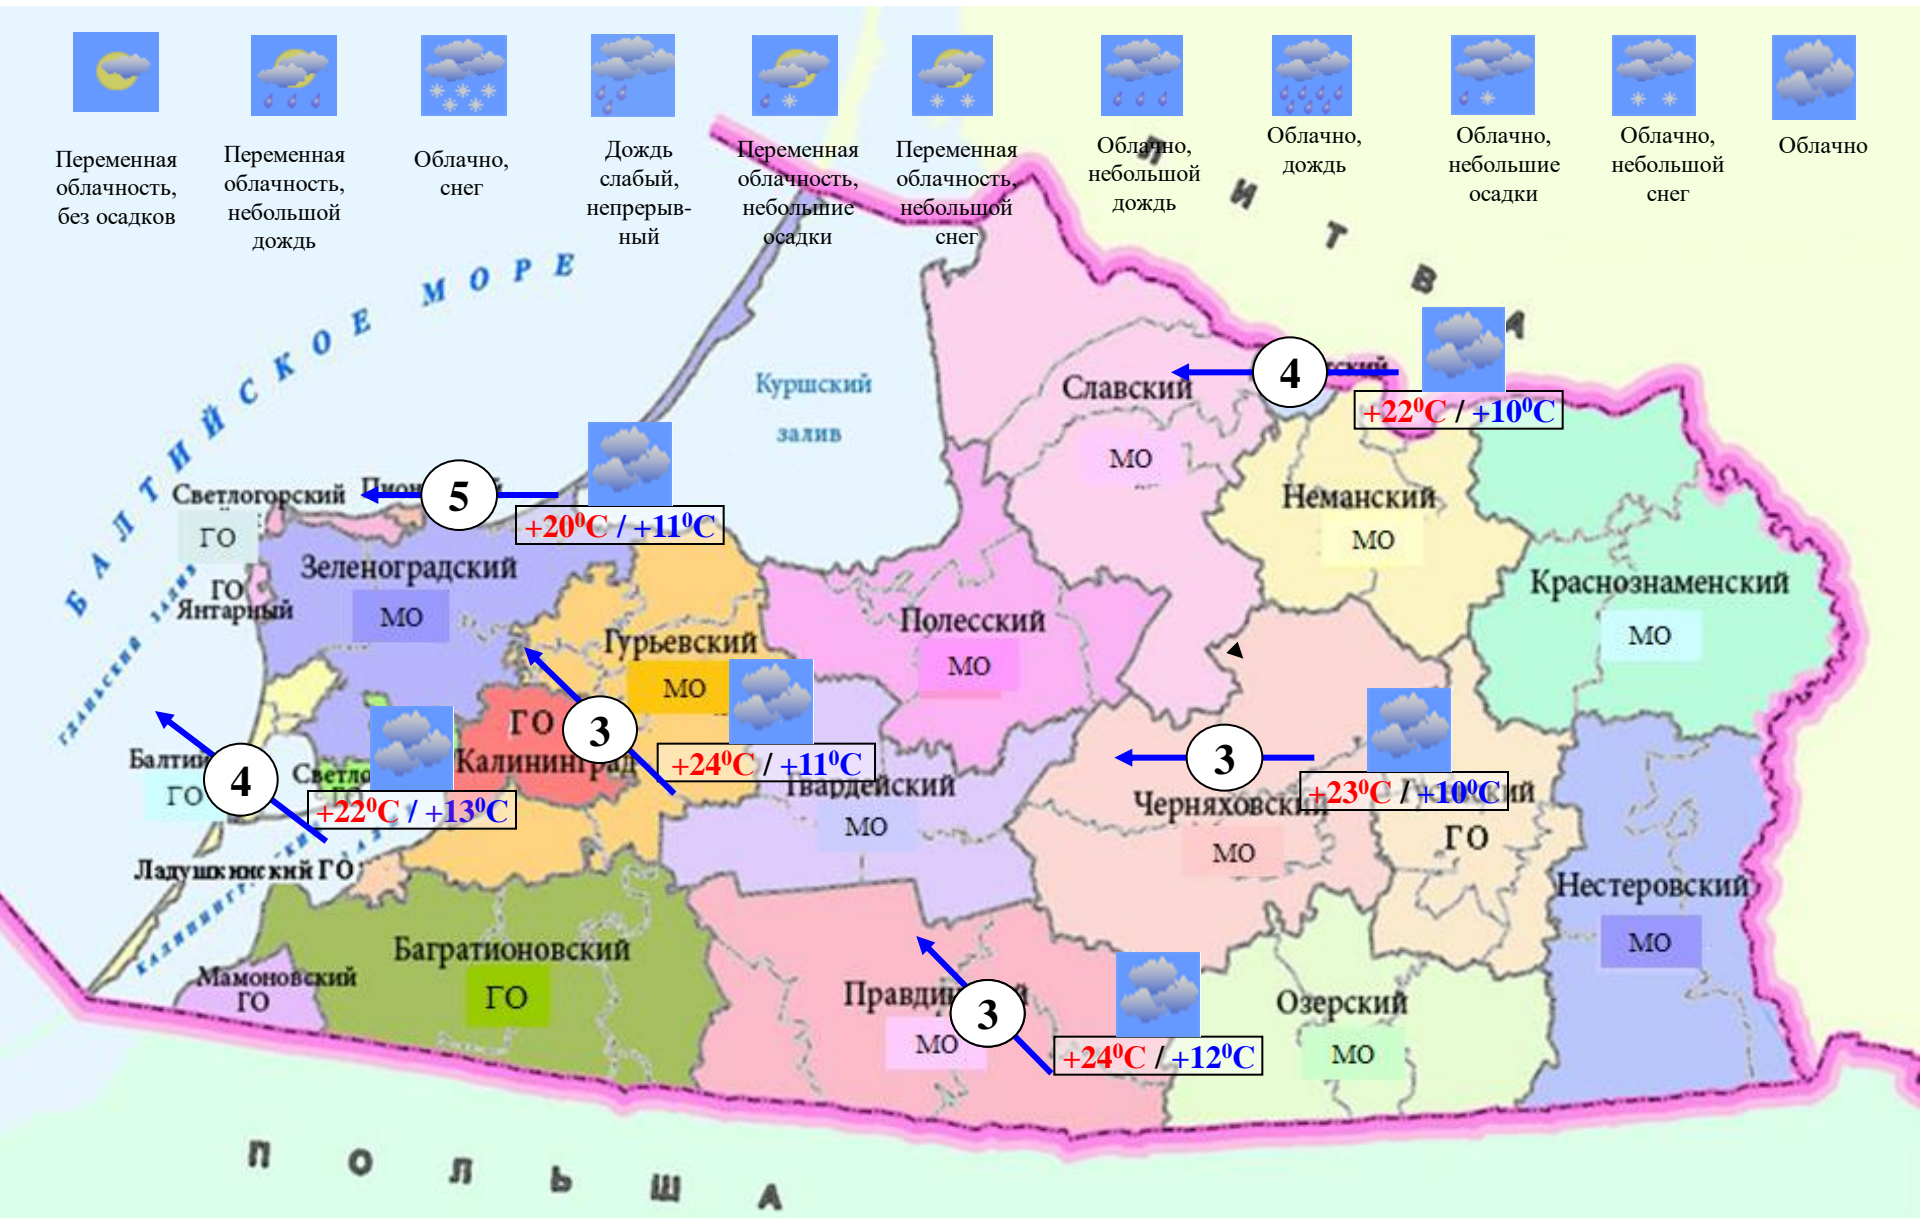 Переменная
облачность,
без осадков
Переменная
облачность,
небольшой
дождь
Облачно,
снег
Дождь
слабый,
непрерыв-
ный
Переменная
облачность,
небольшие
осадки
Переменная
облачность,
небольшой
снег
Облачно,
небольшой
дождь
Облачно,
дождь
Облачно,
небольшие
осадки
Облачно,
небольшой
снег
Облачно
ЛИТВА
БАЛТИЙСКОЕ МОРЕ
Куршский
залив
4
+22⁰C / +10⁰C
Славский
МО
Светлогорский
ГО
5
+20⁰C / +11⁰C
Неманский
МО
Зеленоградский
МО
ГО
Янтарный
Краснознаменский
МО
Полесский
МО
Гурьевский
МО
ГДАНЬСКИЙ ЗАЛИВ
ГО
Калининград
3
+24⁰C / +11⁰C
3
+23⁰C / +10⁰C
4
ГО
+22⁰C / +13⁰C
Гвардейский
МО
Черняховский
МО
ГО
Ладушкинский ГО
Нестеровский
МО
Багратионовский
ГО
Мамоновский
ГО
МО
3
+24⁰C / +12⁰C
Озерский
МО
ПОЛЬША